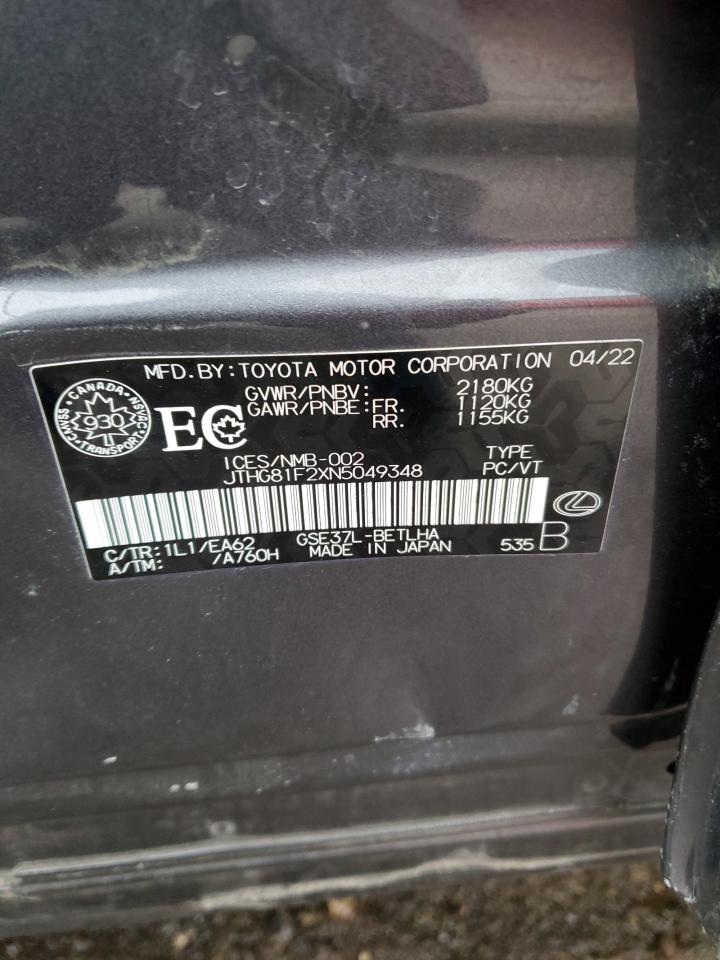 MFD.BY:TOYOTA MOTOR CORPORATION 04/22
GVWR/PNBV: 2180KG
GAWR/PNBE:FR. 1120KG
RR. 1155KG
CANADA
CMVSS NSVAC
930
TRANSPORT
EC
ICES/NMB-002 TYPE
JTHG81F2XN5049348 PC/VT
C/TR:1L1/EA62 GSE37L-BETLHA
A/TM: /A760H MADE IN JAPAN 535 B